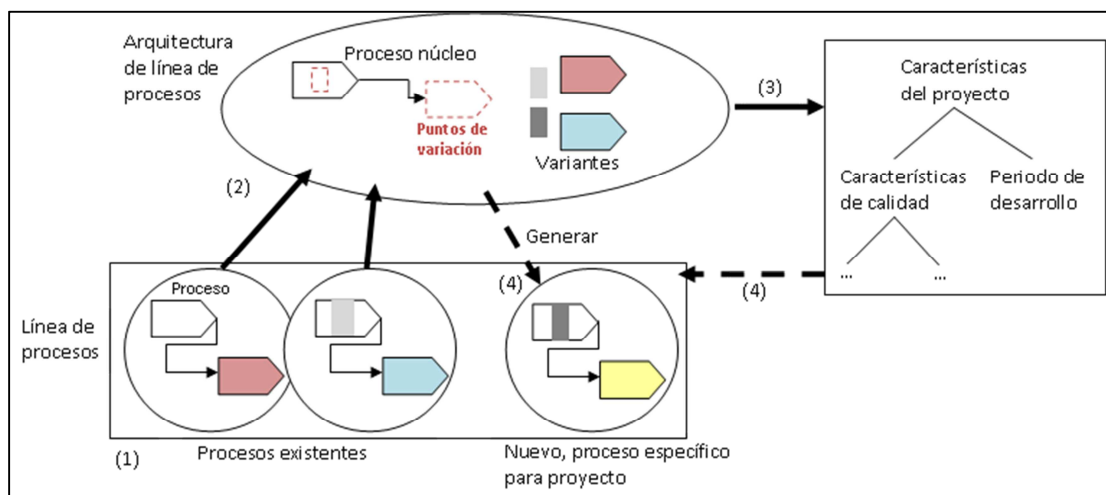 Arquitectura
de línea de
procesos
Proceso núcleo
Puntos de
variación
Variantes
(3)
Características
del proyecto
Características
de calidad
Periodo de
desarrollo
...
...
(2)
Generar
(4)
(4)
Línea de
procesos
Proceso
(1)
Procesos existentes
Nuevo, proceso específico
para proyecto